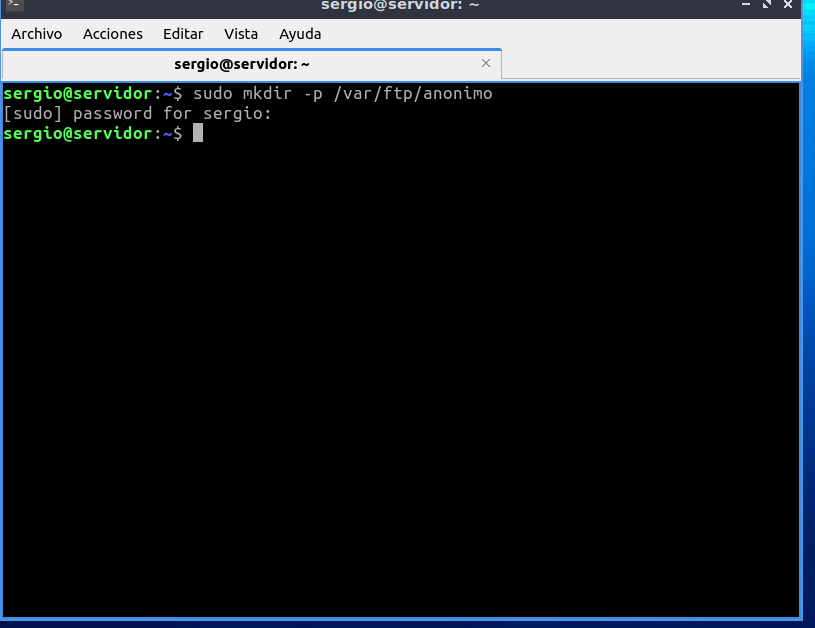 sergio@servidor: ~
Archivo Acciones Editar Vista Ayuda
sergio@servidor: ~
sergio@servidor:~$ sudo mkdir -p /var/ftp/anonimo
[sudo] password for sergio:
sergio@servidor:~$